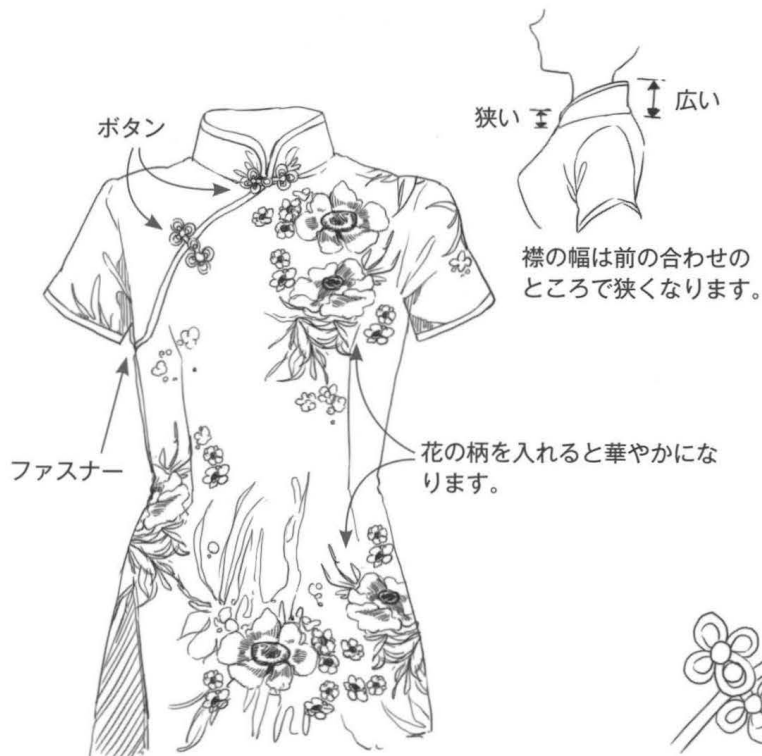 ボタン
狭い
広い
襟の幅は前の合わせの
ところで狭くなります。
ファスナー
花の柄を入れると華やかにな
ります。